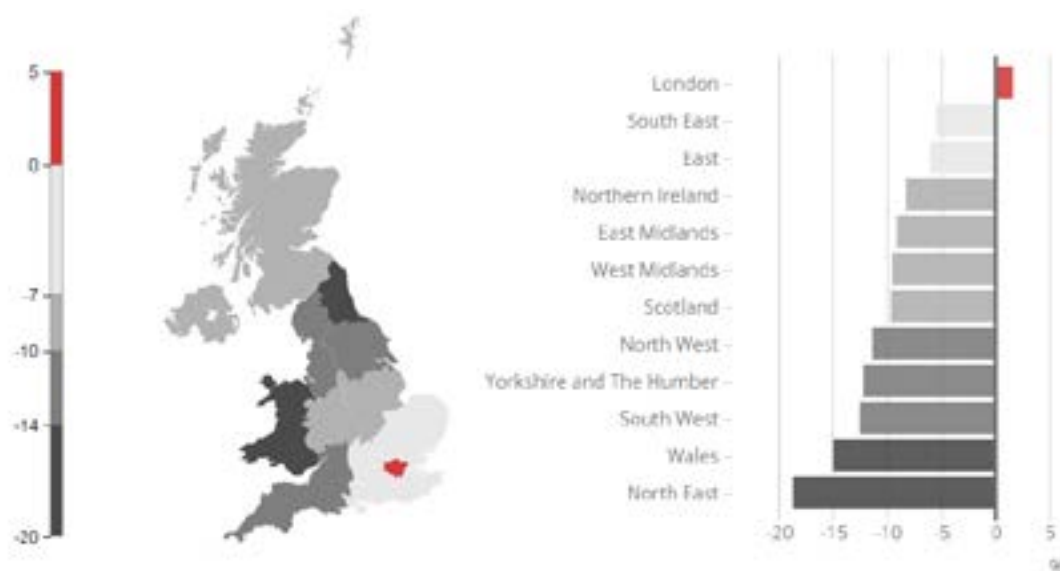 5
0
-7
-10
-14
-20
London
South East
East
Northern Ireland
East Midlands
West Midlands
Scotland
North West
Yorkshire and The Humber
South West
Wales
North East
-20 -15 -10 -5 0 5